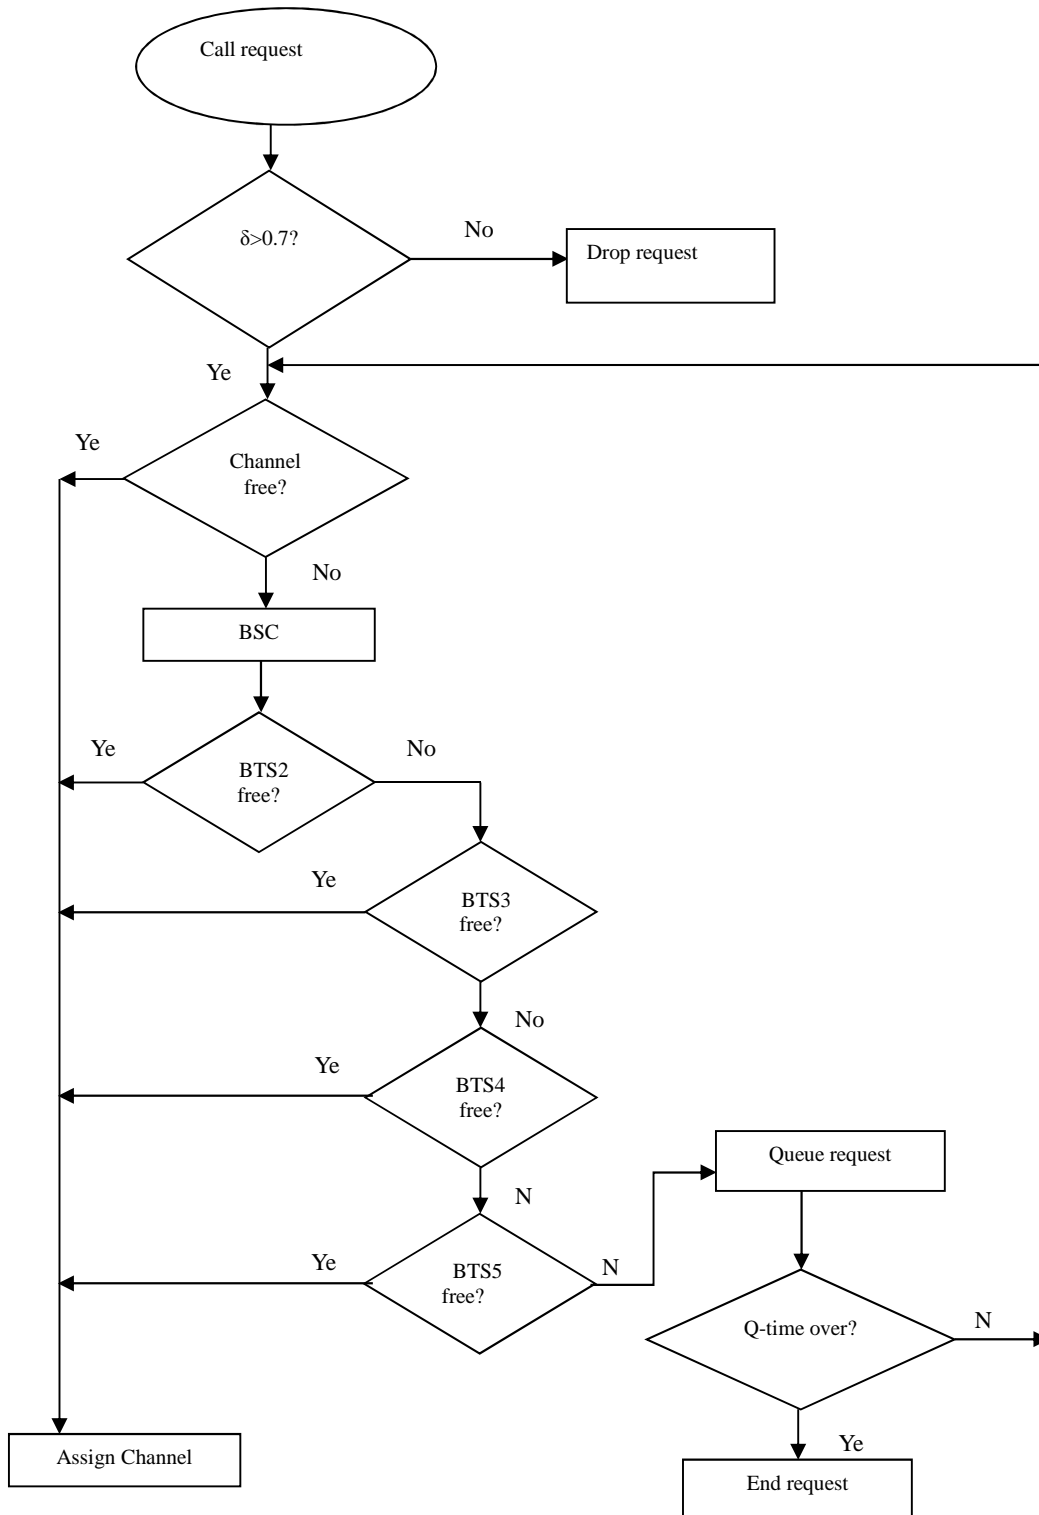 Call request
δ>0.7?
No
Drop request
Ye
Ye
Channel
free?
No
BSC
Ye
No
BTS2
free?
Ye
BTS3
free?
No
Ye
BTS4
free?
N
Queue request
Ye
BTS5
free?
N
Q-time over?
N
Ye
Assign Channel
End request